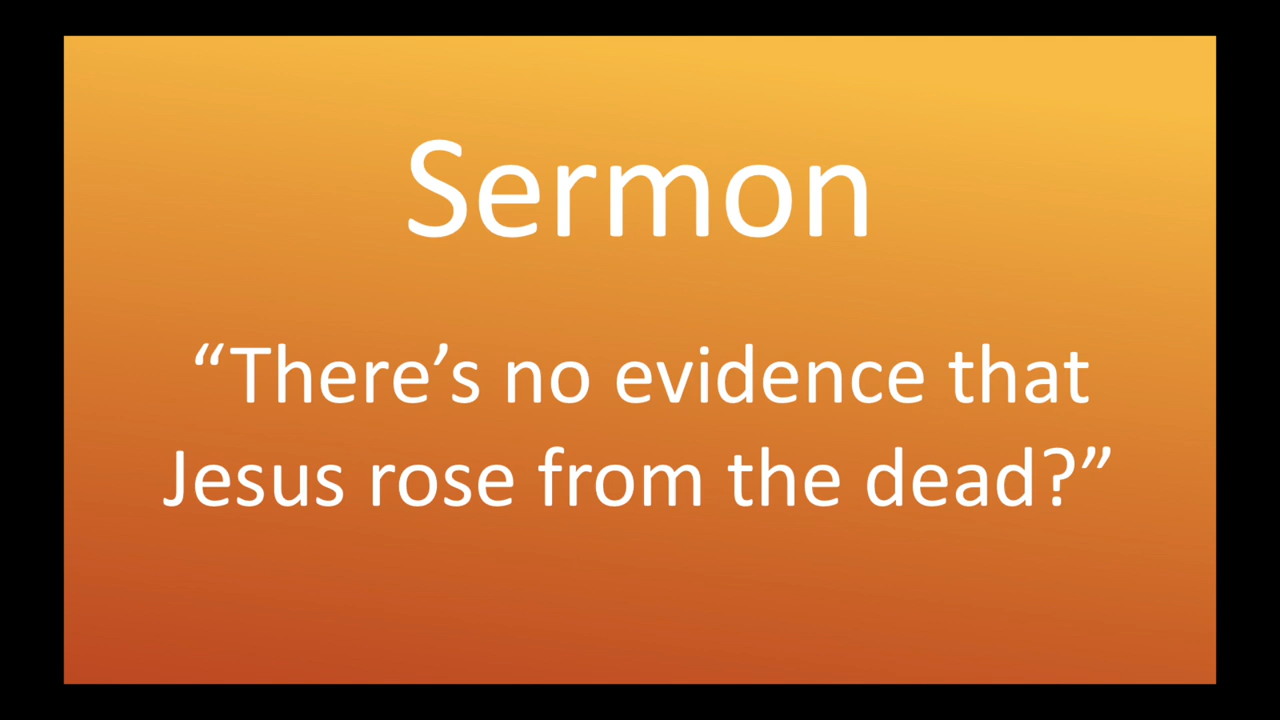 Sermon
“There’s no evidence that
Jesus rose from the dead?”